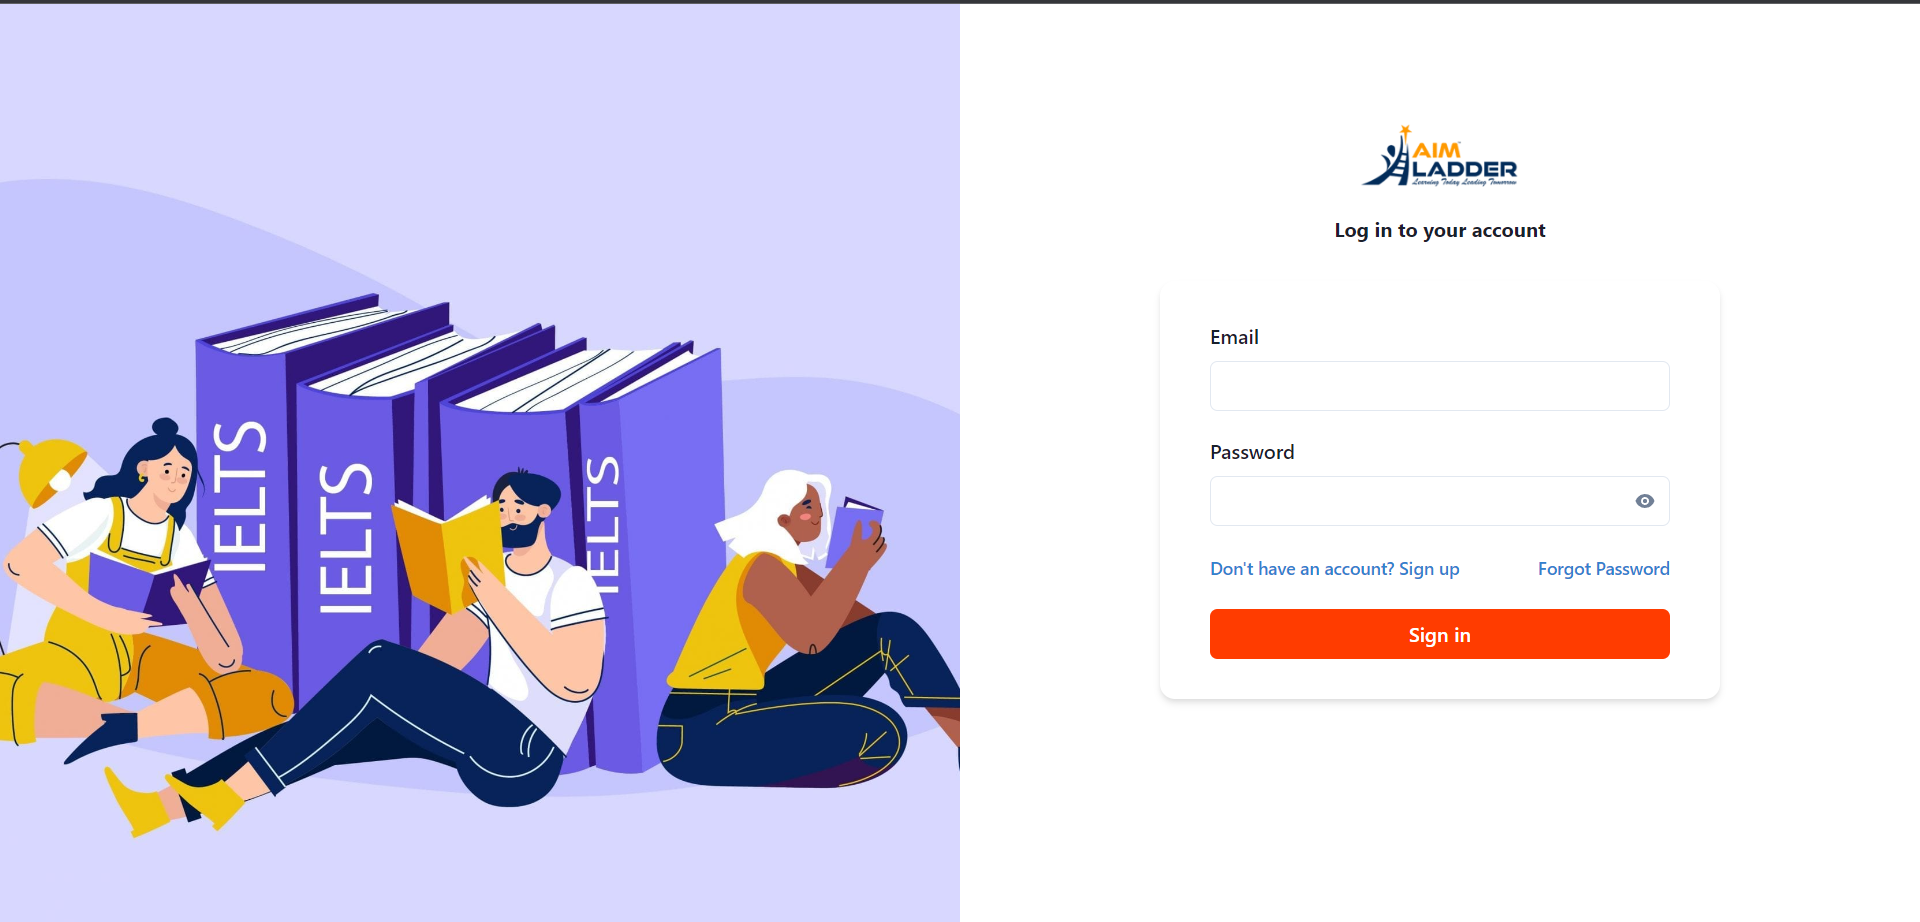 IELTS
IELTS
IELTS
AIM
LADDER
Learning Today Leading Tomorrow
Log in to your account
Email
Password
Don't have an account? Sign up
Forgot Password
Sign in